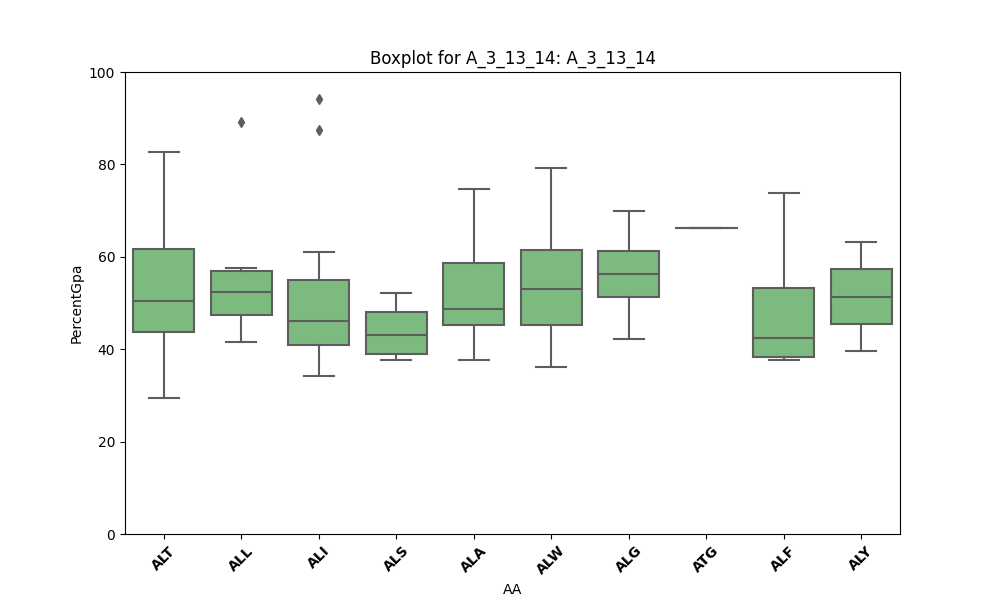 Boxplot for A_3_13_14: A_3_13_14
100
80
60
40
20
0
PercentGpa
ALT ALL ALI ALS ALA ALW ALG ATG ALF ALY
AA